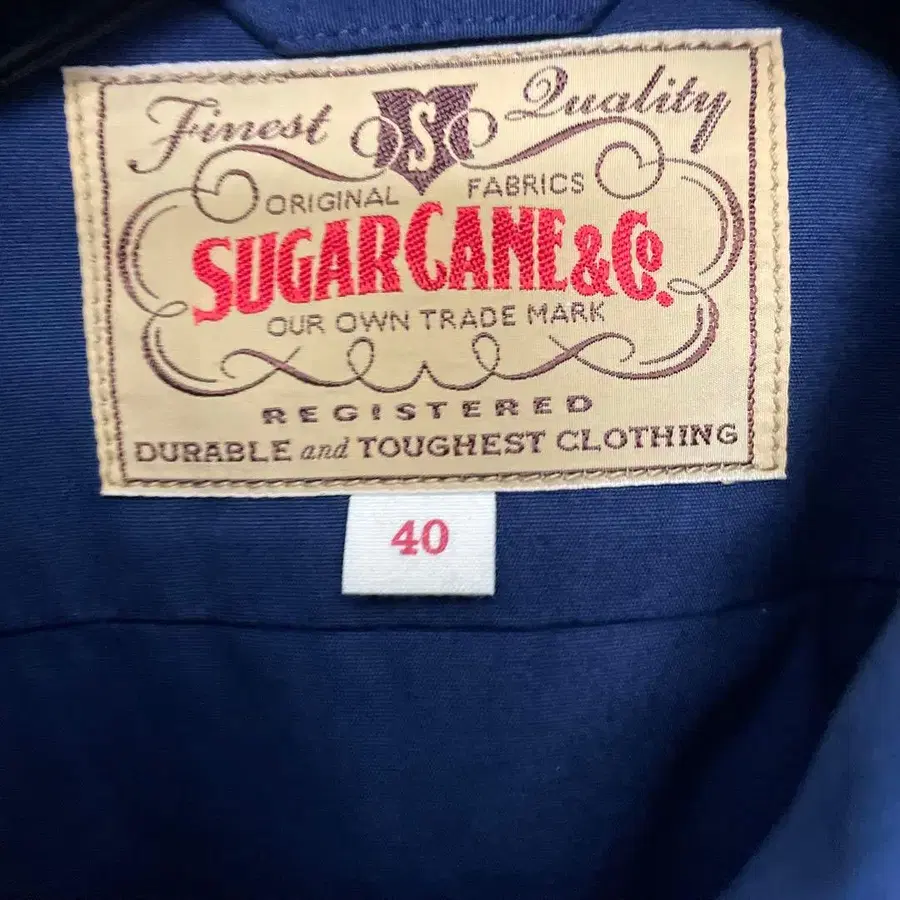 Finest S Quality
ORIGINAL FABRICS
SUGAR CANE & Co.
OUR OWN TRADE MARK
REGISTERED
DURABLE and TOUGHEST CLOTHING
40